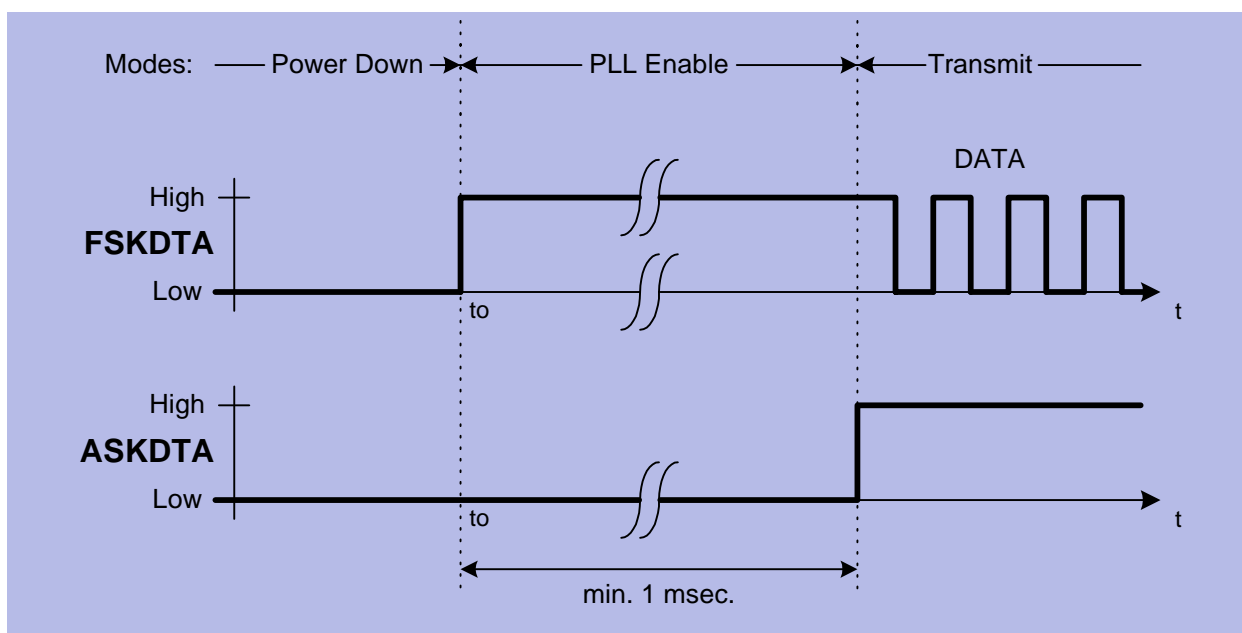 Modes: Power Down PLL Enable Transmit
DATA
High
FSKDTA
Low
to
t
High
ASKDTA
Low
to
t
min. 1 msec.